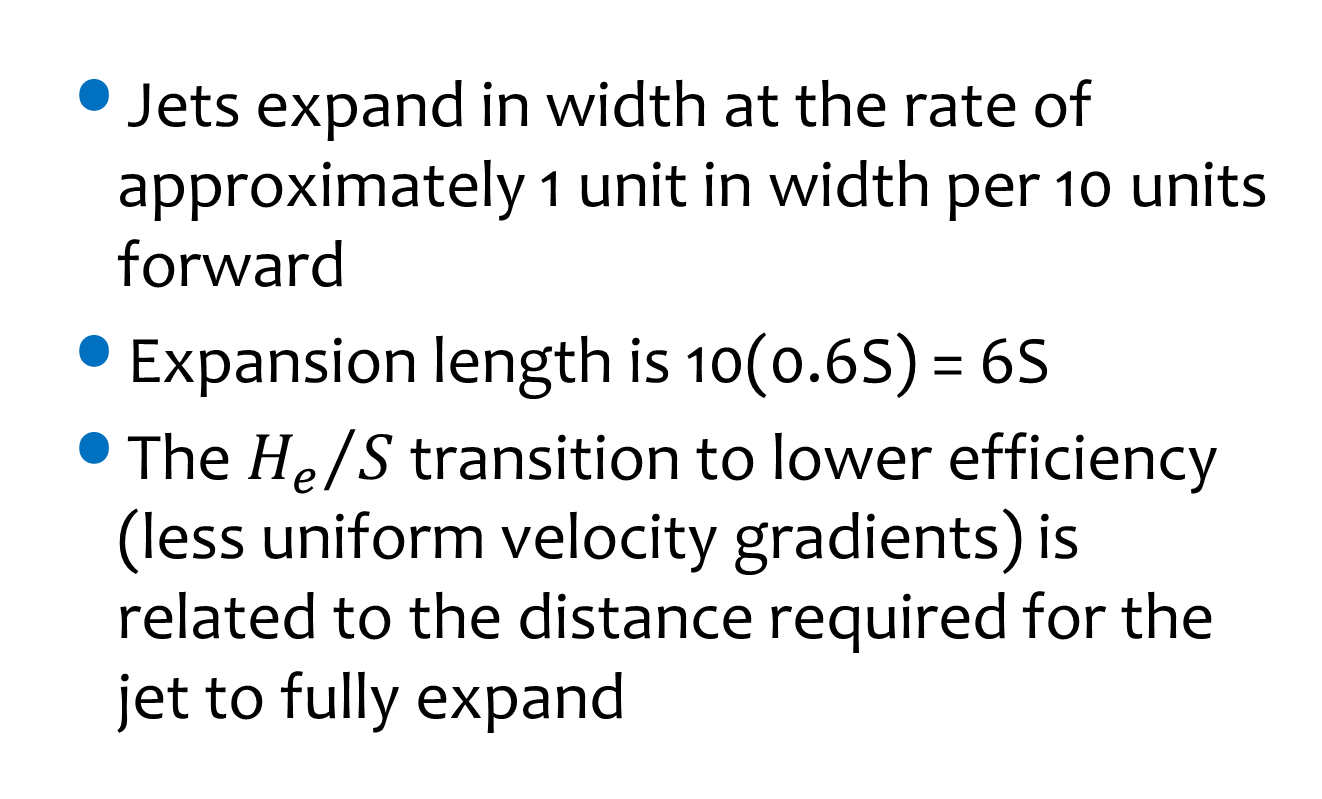 • Jets expand in width at the rate of
approximately 1 unit in width per 10 units
forward
• Expansion length is 10(0.6S) = 6S
• The Hₑ/S transition to lower efficiency
(less uniform velocity gradients) is
related to the distance required for the
jet to fully expand